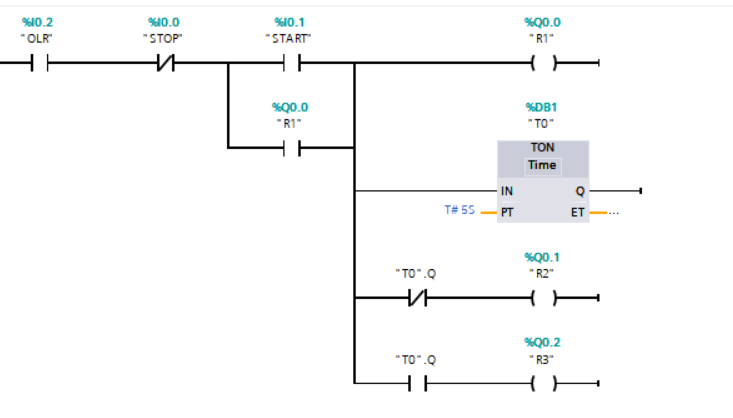 %I0.2 %I0.0 %I0.1 %Q0.0
"OLR" "STOP" "START" "R1"
%Q0.0 %DB1
"R1" "T0"
TON
Time
IN Q
T# 5S PT ET ...
%Q0.1
"T0".Q "R2"
%Q0.2
"T0".Q "R3"